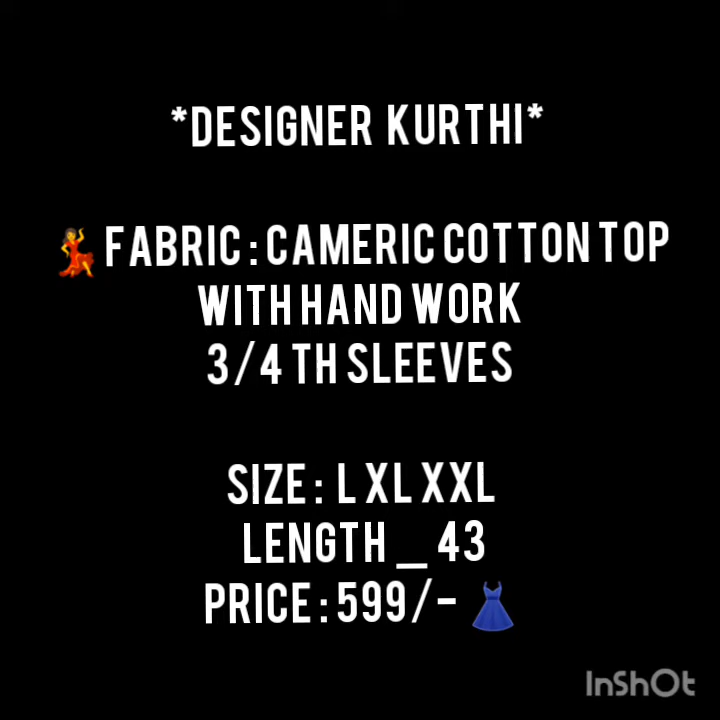 *DESIGNER KURTHI*
💃FABRIC : CAMERIC COTTON TOP
WITH HAND WORK
3/4 TH SLEEVES
SIZE : L XL XXL
LENGTH _ 43
PRICE : 599/- 👗
InShOt